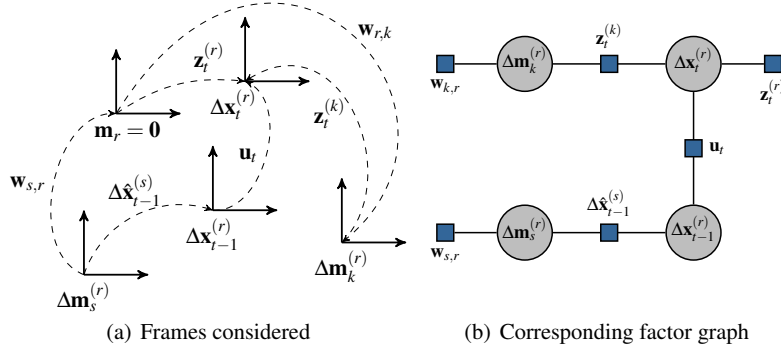 w_{r,k}
z_t^{(r)}
Δx_t^{(r)}
m_r = 0
z_t^{(k)}
u_t
w_{s,r}
Δx̂_{t−1}^{(s)}
Δx_{t−1}^{(r)}
Δm_k^{(r)}
Δm_s^{(r)}
(a) Frames considered
z_t^{(k)}
Δm_k^{(r)}
Δx_t^{(r)}
w_{k,r}
z_t^{(r)}
u_t
Δx̂_{t−1}^{(s)}
Δm_s^{(r)}
Δx_{t−1}^{(r)}
w_{s,r}
(b) Corresponding factor graph